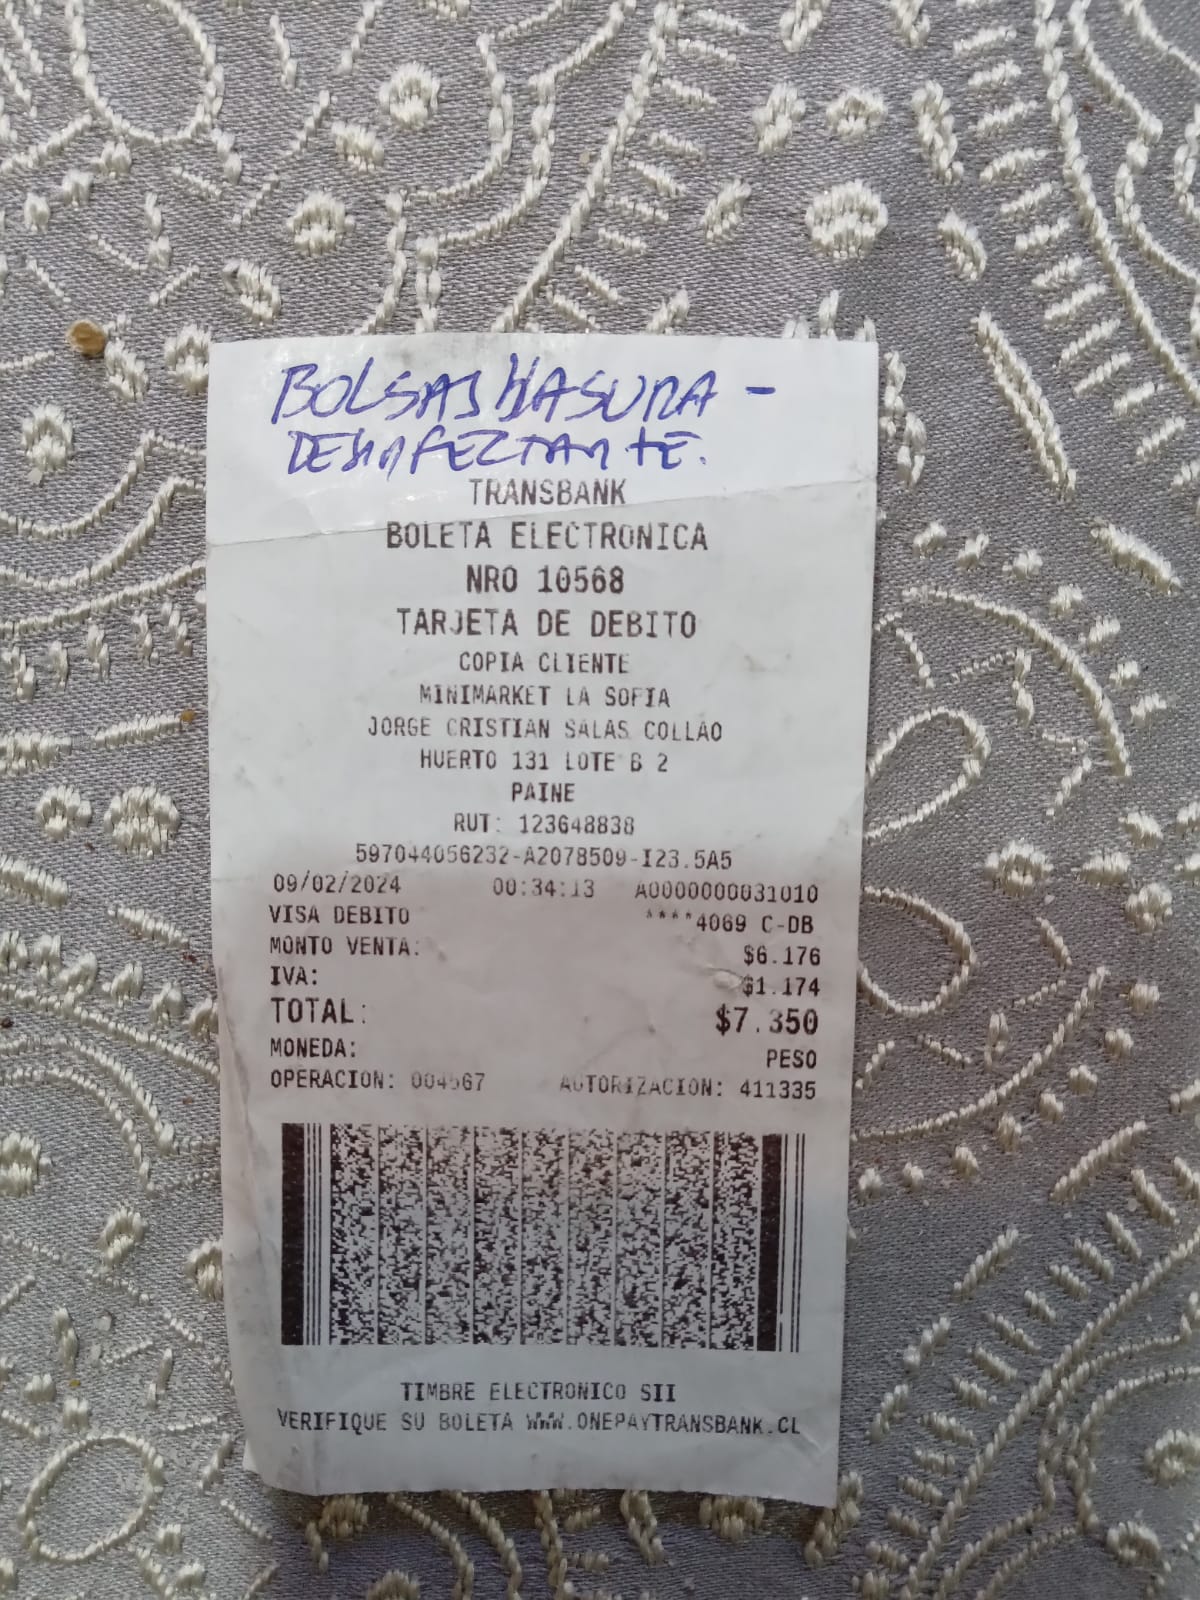 BOLSAS BASURA -
DESINFECTANTE.
TRANSBANK
BOLETA ELECTRONICA
NRO 10568
TARJETA DE DEBITO
COPIA CLIENTE
MINIMARKET LA SOFIA
JORGE CRISTIAN SALAS COLLAO
HUERTO 131 LOTE B 2
PAINE
RUT: 123648838
597044056232-A2078509-I23.5A5
09/02/2024 00:34:13 A0000000031010
VISA DEBITO ****4069 C-DB
MONTO VENTA: $6.176
IVA: $1.174
TOTAL: $7.350
MONEDA: PESO
OPERACION: 004567 AUTORIZACION: 411335
TIMBRE ELECTRONICO SII
VERIFIQUE SU BOLETA WWW.ONEPAYTRANSBANK.CL